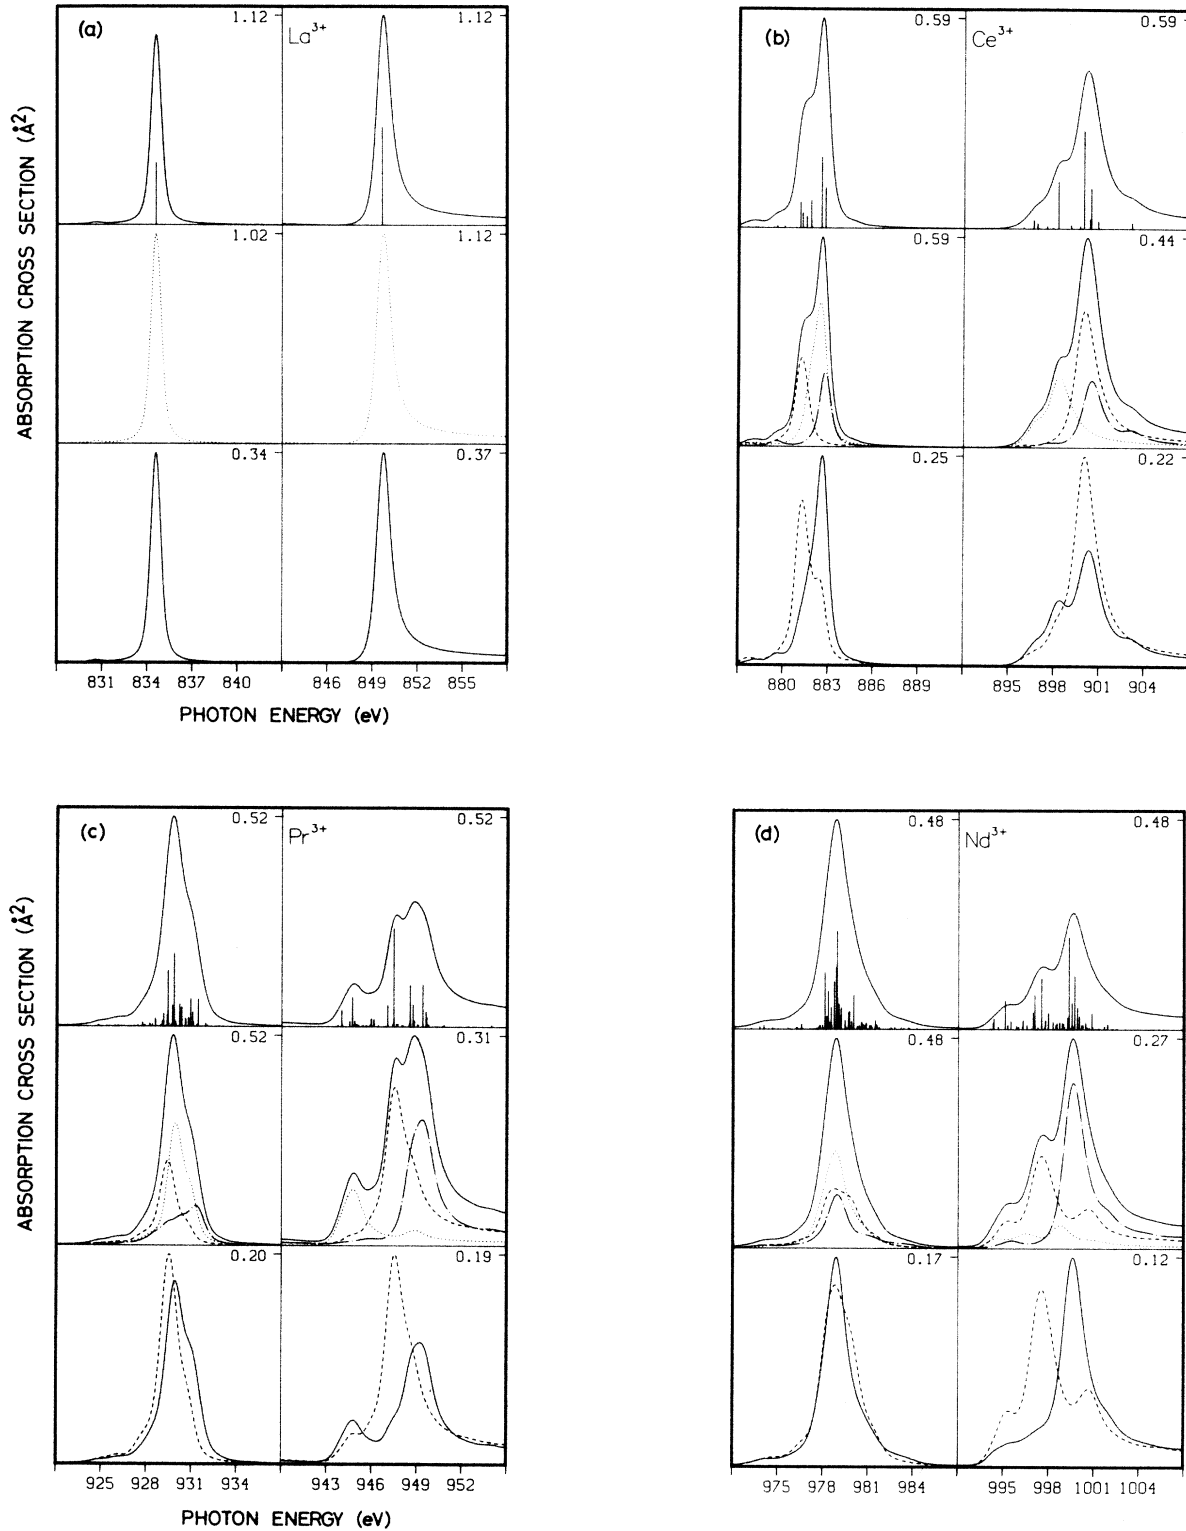 (a)
1.12
La3+
1.12
1.02
1.12
0.34
0.37
831 834 837 840
846 849 852 855
ABSORPTION CROSS SECTION (Å2)
PHOTON ENERGY (eV)
(b)
0.59
Ce3+
0.59
0.59
0.44
0.25
0.22
880 883 886 889
895 898 901 904
(c)
0.52
Pr3+
0.52
0.52
0.31
0.20
0.19
925 928 931 934
943 946 949 952
ABSORPTION CROSS SECTION (Å2)
PHOTON ENERGY (eV)
(d)
0.48
Nd3+
0.48
0.48
0.27
0.17
0.12
975 978 981 984
995 998 1001 1004